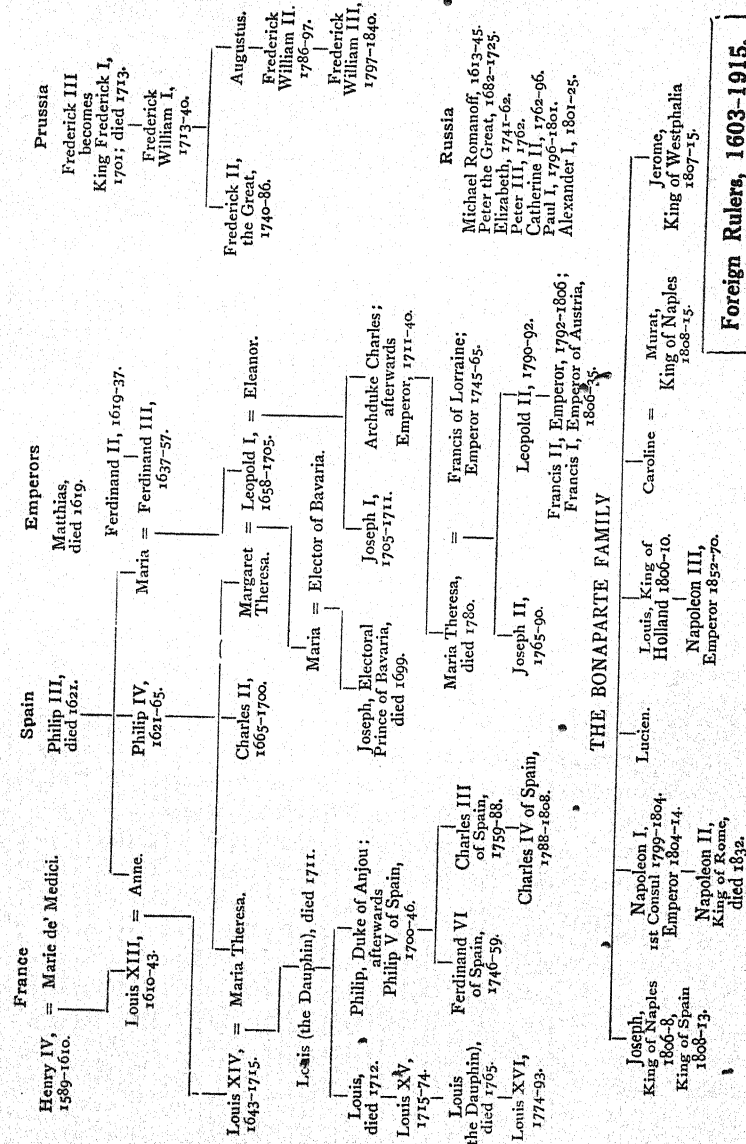 France
Henry IV, = Marie de' Medici.
1589-1610.
Louis XIII, = Anne.
1610-43.
Louis XIV, = Maria Theresa.
1643-1715.
Louis (the Dauphin), died 1711.
Louis,
died 1712.
Philip, Duke of Anjou;
afterwards
Philip V of Spain,
1700-46.
Louis XV,
1715-74.
Louis
(the Dauphin),
died 1765.
Louis XVI,
1774-93.
Ferdinand VI
of Spain,
1746-59.
Charles III
of Spain,
1759-88.
Charles IV of Spain,
1788-1808.
Spain
Philip III,
died 1621.
Philip IV,
1621-65.
Charles II,
1665-1700.
Emperors
Matthias,
died 1619.
Ferdinand II, 1619-37.
Maria = Ferdinand III,
1637-57.
Margaret = Leopold I, = Eleanor.
Theresa. 1658-1705.
Maria = Elector of Bavaria.
Joseph, Electoral
Prince of Bavaria,
died 1699.
Joseph I,
1705-1711.
Archduke Charles;
afterwards
Emperor, 1711-40.
Maria Theresa, = Francis of Lorraine;
died 1780. Emperor 1745-65.
Joseph II,
1765-90.
Leopold II, 1790-92.
Francis II, Emperor, 1792-1806;
Francis I, Emperor of Austria,
1806-35.
Prussia
Frederick III
becomes
King Frederick I,
1701; died 1713.
Frederick
William I,
1713-40.
Frederick II,
the Great,
1740-86.
Augustus.
Frederick
William II.
1786-97.
Frederick
William III,
1797-1840.
Russia
Michael Romanoff, 1613-45.
Peter the Great, 1682-1725.
Elizabeth, 1741-62.
Peter III, 1762.
Catherine II, 1762-96.
Paul I, 1796-1801.
Alexander I, 1801-25.
THE BONAPARTE FAMILY
Joseph,
King of Naples
1806-8,
King of Spain
1808-13.
Napoleon I,
1st Consul 1799-1804.
Emperor 1804-14.
Napoleon II,
King of Rome,
died 1832.
Lucien.
Louis, King of
Holland 1806-10.
Napoleon III,
Emperor 1852-70.
Caroline = Murat,
King of Naples
1808-15.
Jerome,
King of Westphalia
1807-15.
Foreign Rulers, 1603-1915.